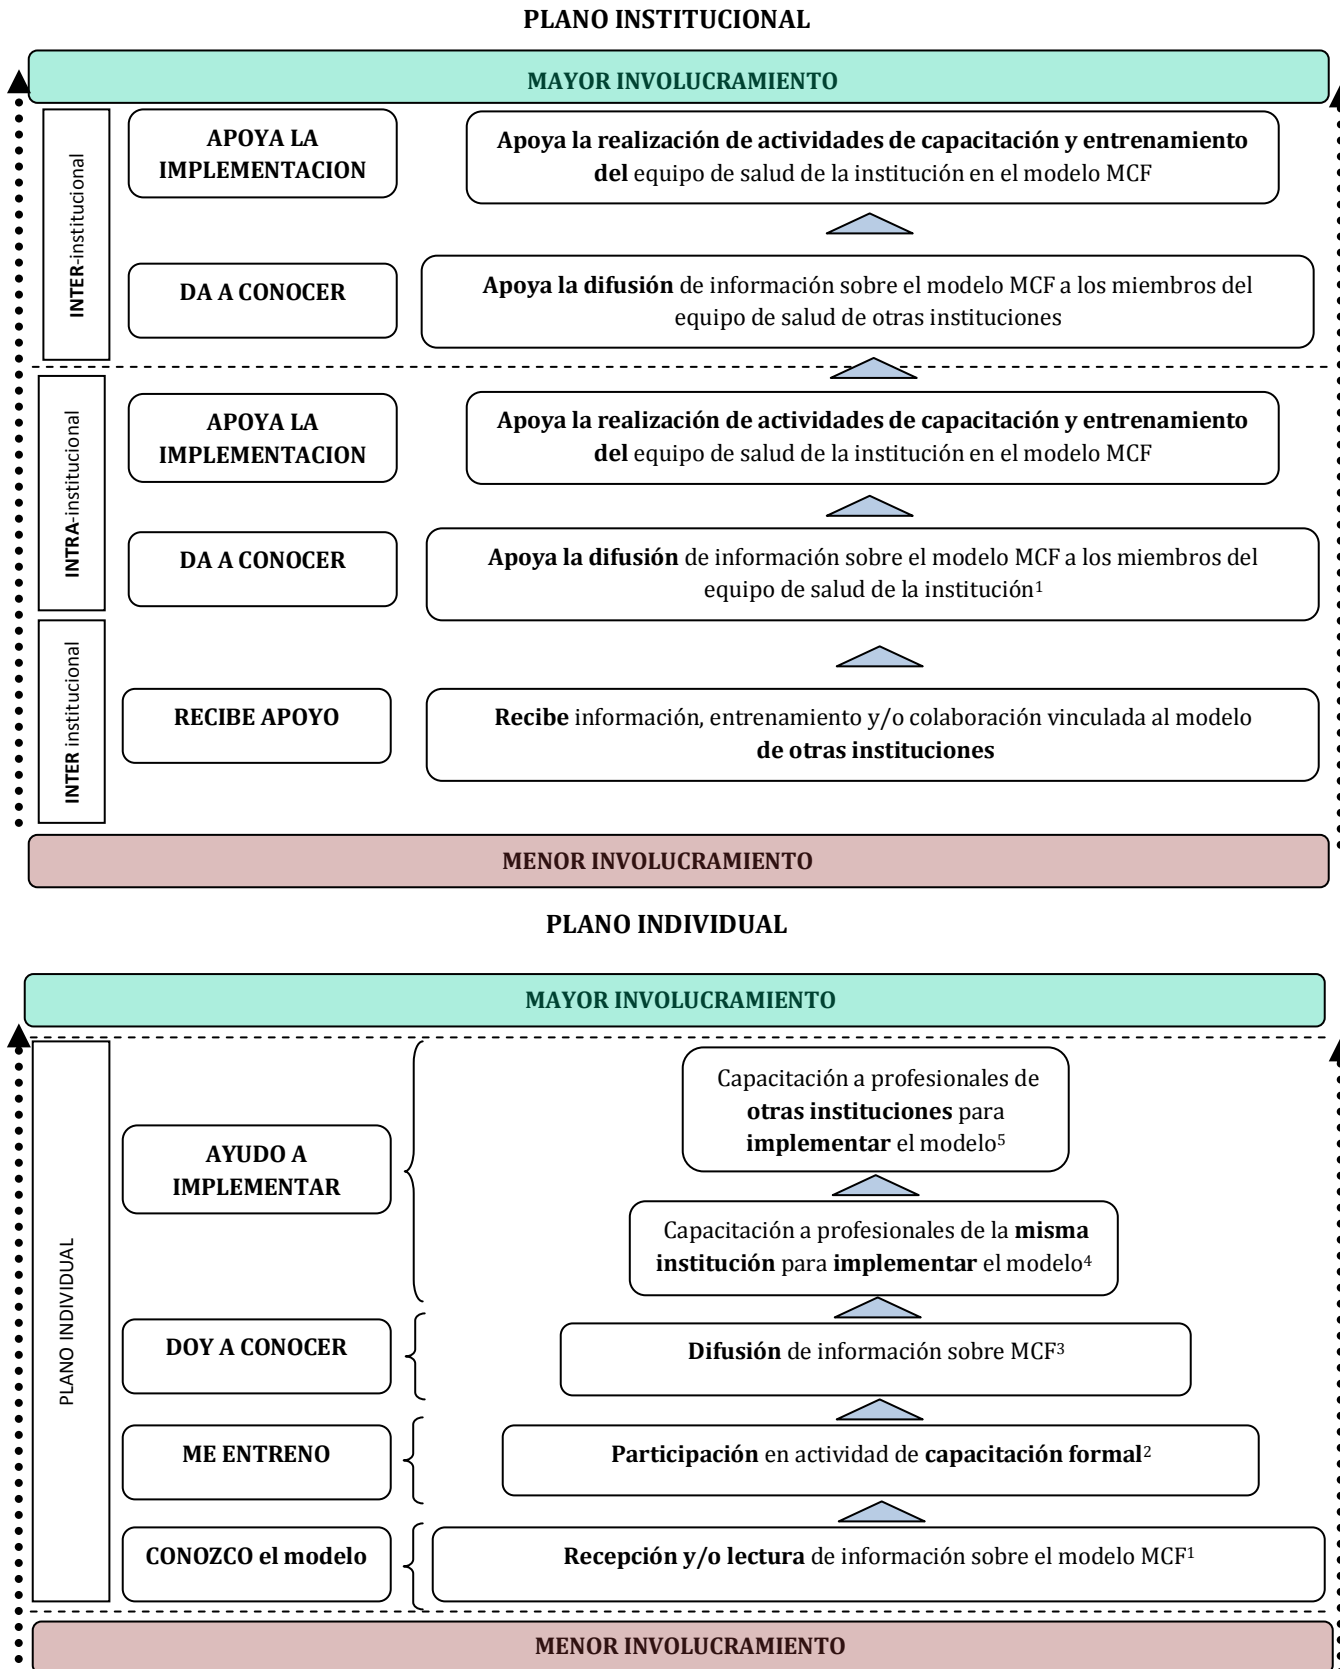 PLANO INSTITUCIONAL
MAYOR INVOLUCRAMIENTO
INTER-institucional
APOYA LA
IMPLEMENTACION
Apoya la realización de actividades de capacitación y entrenamiento
del equipo de salud de la institución en el modelo MCF
DA A CONOCER
Apoya la difusión de información sobre el modelo MCF a los miembros del
equipo de salud de otras instituciones
INTRA-institucional
APOYA LA
IMPLEMENTACION
Apoya la realización de actividades de capacitación y entrenamiento
del equipo de salud de la institución en el modelo MCF
DA A CONOCER
Apoya la difusión de información sobre el modelo MCF a los miembros del
equipo de salud de la institución¹
INTER institucional
RECIBE APOYO
Recibe información, entrenamiento y/o colaboración vinculada al modelo
de otras instituciones
MENOR INVOLUCRAMIENTO
PLANO INDIVIDUAL
MAYOR INVOLUCRAMIENTO
PLANO INDIVIDUAL
AYUDO A
IMPLEMENTAR
Capacitación a profesionales de
otras instituciones para
implementar el modelo⁵
Capacitación a profesionales de la misma
institución para implementar el modelo⁴
DOY A CONOCER
Difusión de información sobre MCF³
ME ENTRENO
Participación en actividad de capacitación formal²
CONOZCO el modelo
Recepción y/o lectura de información sobre el modelo MCF¹
MENOR INVOLUCRAMIENTO